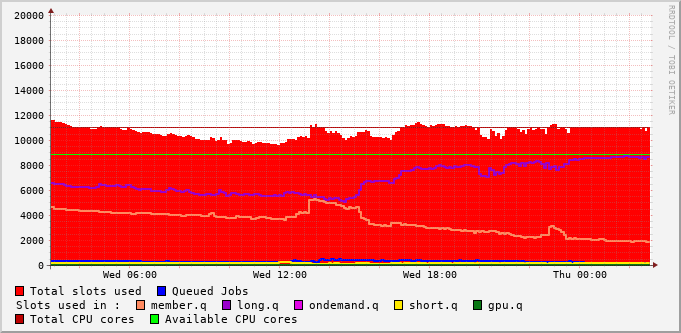 20000
18000
16000
14000
12000
10000
8000
6000
4000
2000
0
Wed 06:00 Wed 12:00 Wed 18:00 Thu 00:00
RRDTOOL / TOBI OETIKER
Total slots used Queued Jobs
Slots used in : member.q long.q ondemand.q short.q gpu.q
Total CPU cores Available CPU cores